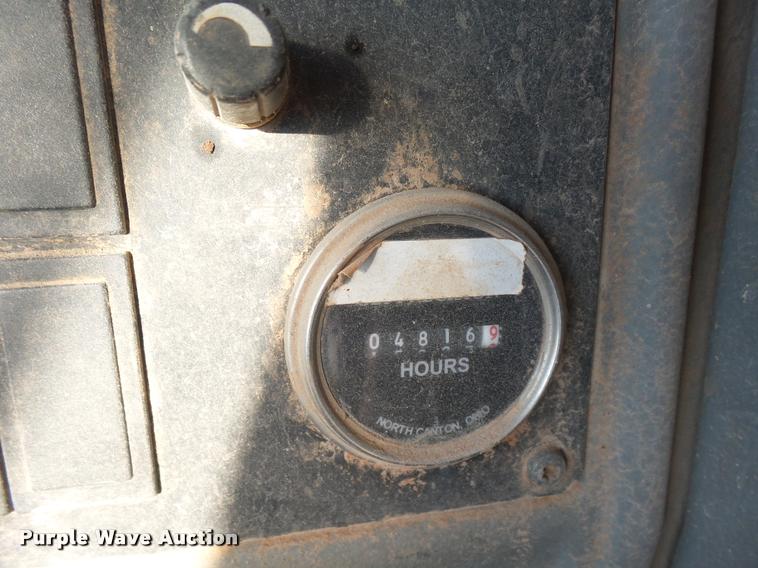 048169
HOURS
NORTH CANTON, OHIO
Purple Wave Auction